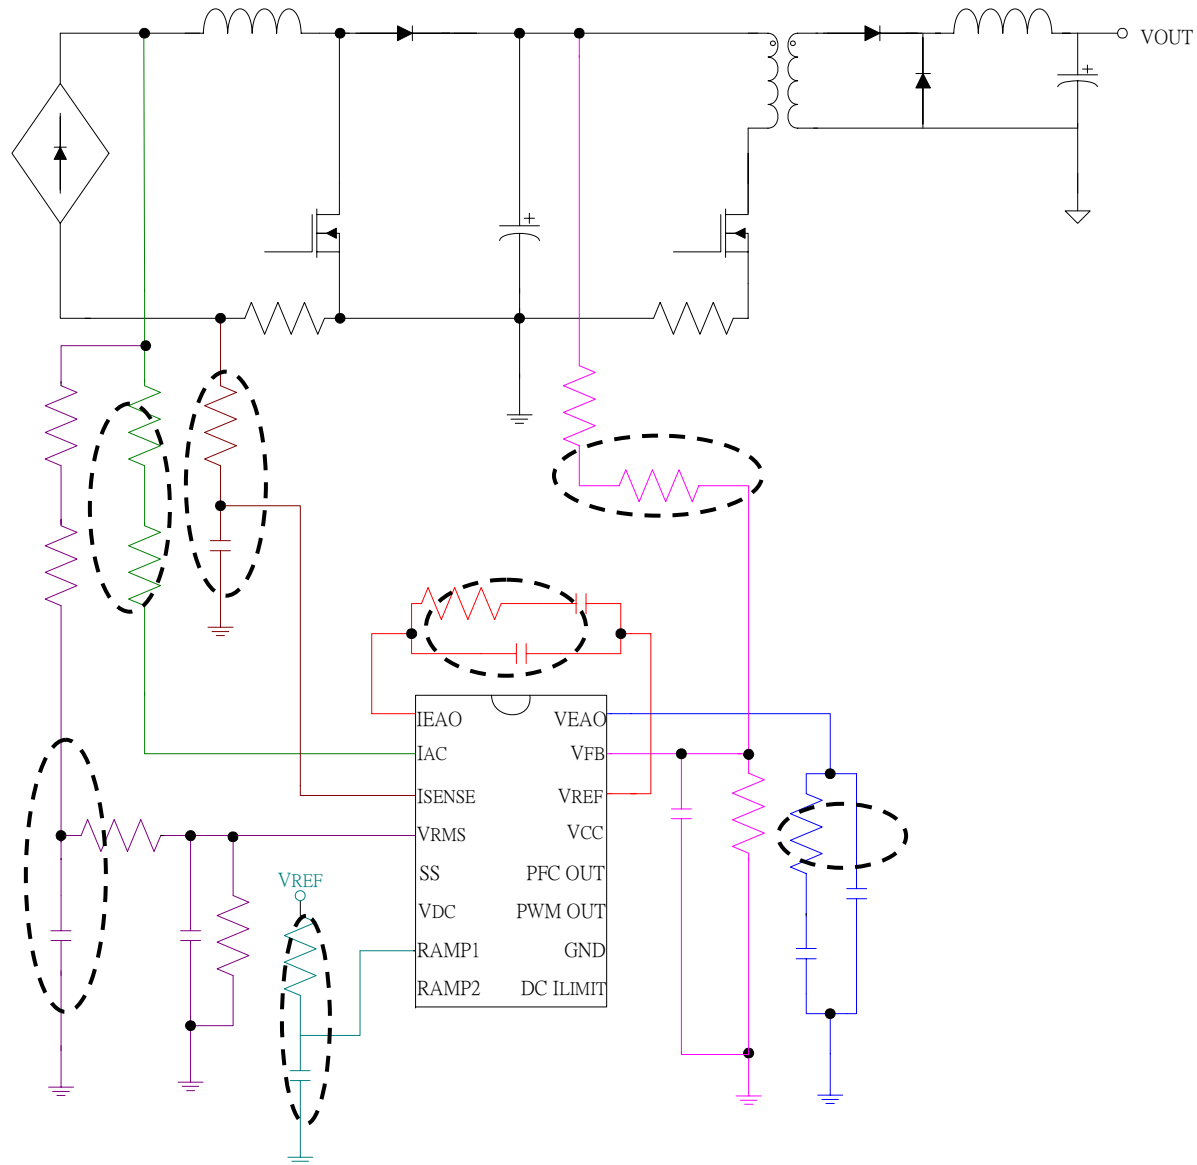 VOUT
IEAO
VEAO
IAC
VFB
ISENSE
VREF
VRMS
VCC
SS
PFC OUT
VREF
VDC
PWM OUT
RAMP1
GND
RAMP2
DC ILIMIT